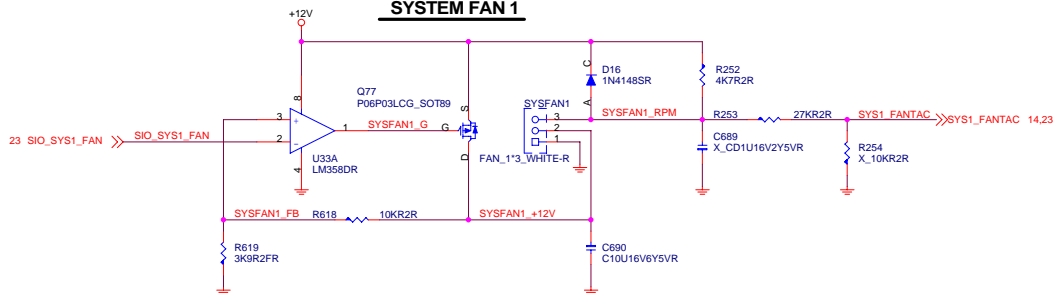 SYSTEM FAN 1
+12V
D16
1N4148SR
C
A
R252
4K7R2R
Q77
P06P03LCG_SOT89
S
G
D
SYSFAN1
3
2
1
FAN_1*3_WHITE-R
SYSFAN1_RPM
R253
27KR2R
SYS1_FANTAC
SYS1_FANTAC 14,23
C689
X_CD1U16V2Y5VR
R254
X_10KR2R
23 SIO_SYS1_FAN
SIO_SYS1_FAN
8
3
+
2
-
1
4
SYSFAN1_G
U33A
LM358DR
SYSFAN1_FB
R618
10KR2R
SYSFAN1_+12V
R619
3K9R2FR
C690
C10U16V6Y5VR